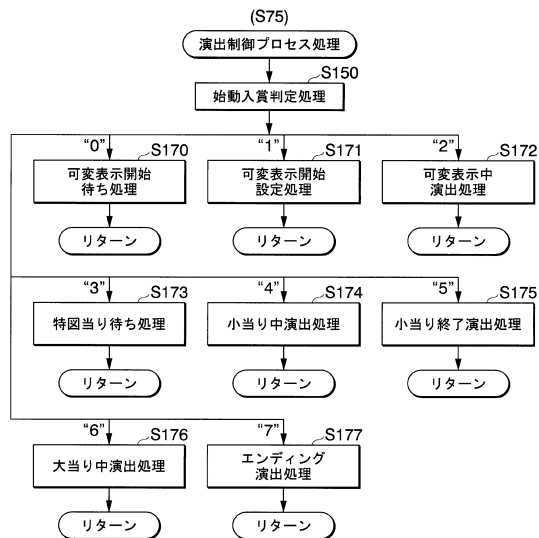 (S75)
演出制御プロセス処理
S150
始動入賞判定処理
“0”
S170
可変表示開始
待ち処理
リターン
“1”
S171
可変表示開始
設定処理
リターン
“2”
S172
可変表示中
演出処理
リターン
“3”
S173
特図当り待ち処理
リターン
“4”
S174
小当り中演出処理
リターン
“5”
S175
小当り終了演出処理
リターン
“6”
S176
大当り中演出処理
リターン
“7”
S177
エンディング
演出処理
リターン